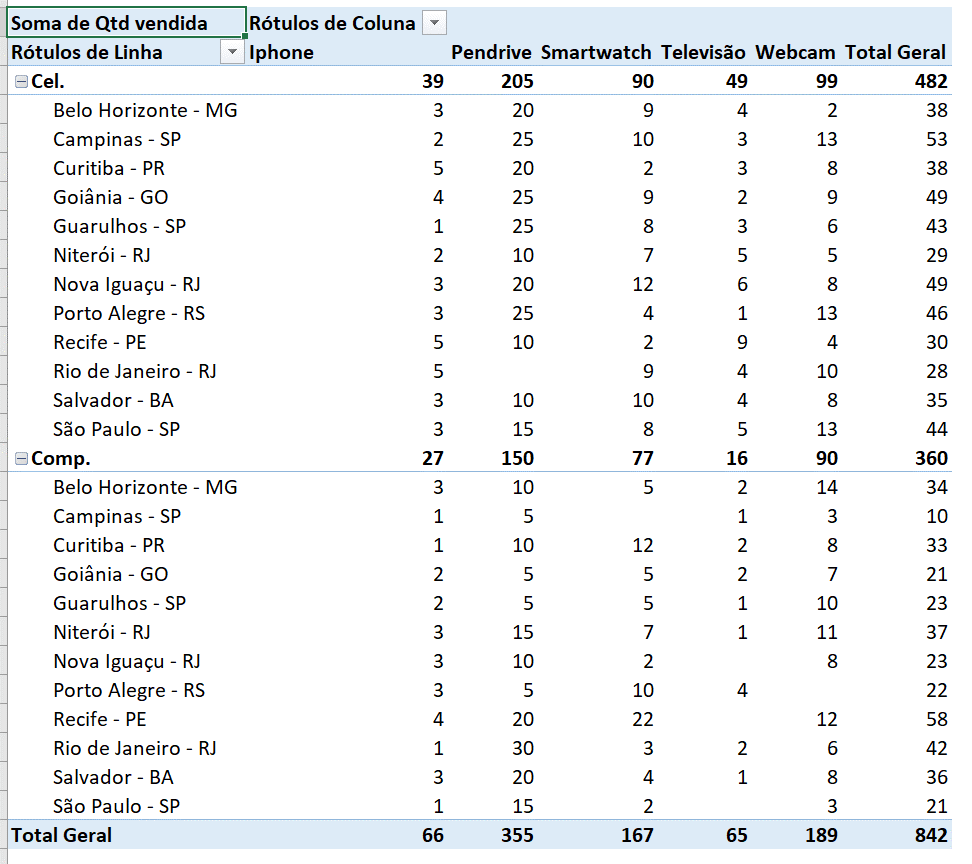 Soma de Qtd vendida Rótulos de Coluna
Rótulos de Linha Iphone Pendrive Smartwatch Televisão Webcam Total Geral
Cel. 39 205 90 49 99 482
Belo Horizonte - MG 3 20 9 4 2 38
Campinas - SP 2 25 10 3 13 53
Curitiba - PR 5 20 2 3 8 38
Goiânia - GO 4 25 9 2 9 49
Guarulhos - SP 1 25 8 3 6 43
Niterói - RJ 2 10 7 5 5 29
Nova Iguaçu - RJ 3 20 12 6 8 49
Porto Alegre - RS 3 25 4 1 13 46
Recife - PE 5 10 2 9 4 30
Rio de Janeiro - RJ 5 9 4 10 28
Salvador - BA 3 10 10 4 8 35
São Paulo - SP 3 15 8 5 13 44
Comp. 27 150 77 16 90 360
Belo Horizonte - MG 3 10 5 2 14 34
Campinas - SP 1 5 1 3 10
Curitiba - PR 1 10 12 2 8 33
Goiânia - GO 2 5 5 2 7 21
Guarulhos - SP 2 5 5 1 10 23
Niterói - RJ 3 15 7 1 11 37
Nova Iguaçu - RJ 3 10 2 8 23
Porto Alegre - RS 3 5 10 4 22
Recife - PE 4 20 22 12 58
Rio de Janeiro - RJ 1 30 3 2 6 42
Salvador - BA 3 20 4 1 8 36
São Paulo - SP 1 15 2 3 21
Total Geral 66 355 167 65 189 842